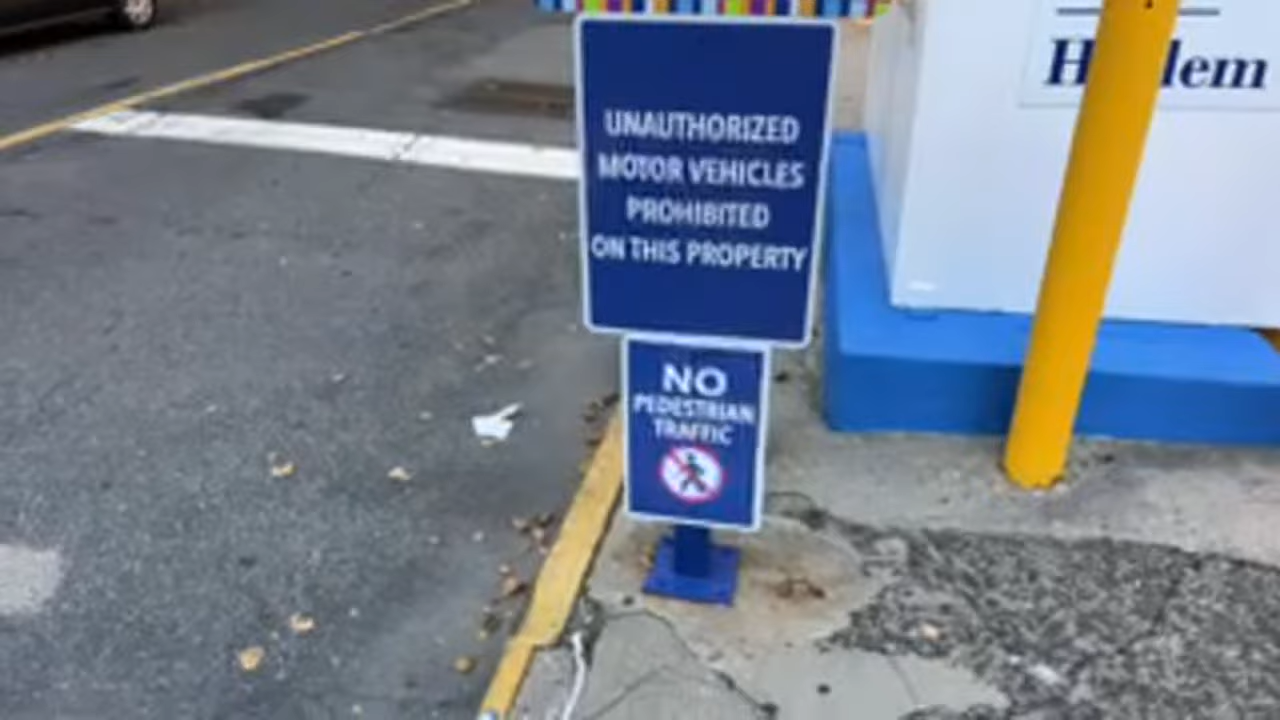 UNAUTHORIZED
MOTOR VEHICLES
PROHIBITED
ON THIS PROPERTY
NO
PEDESTRIAN
TRAFFIC